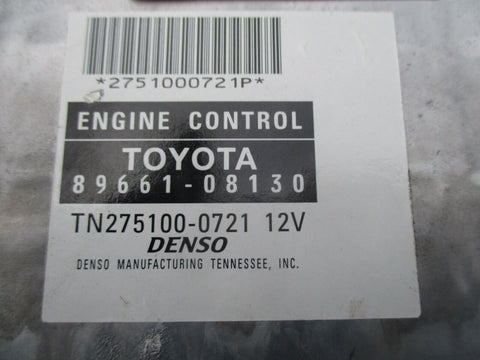 *2751000721P*
ENGINE CONTROL
TOYOTA
89661-08130
TN275100-0721 12V
DENSO
DENSO MANUFACTURING TENNESSEE, INC.